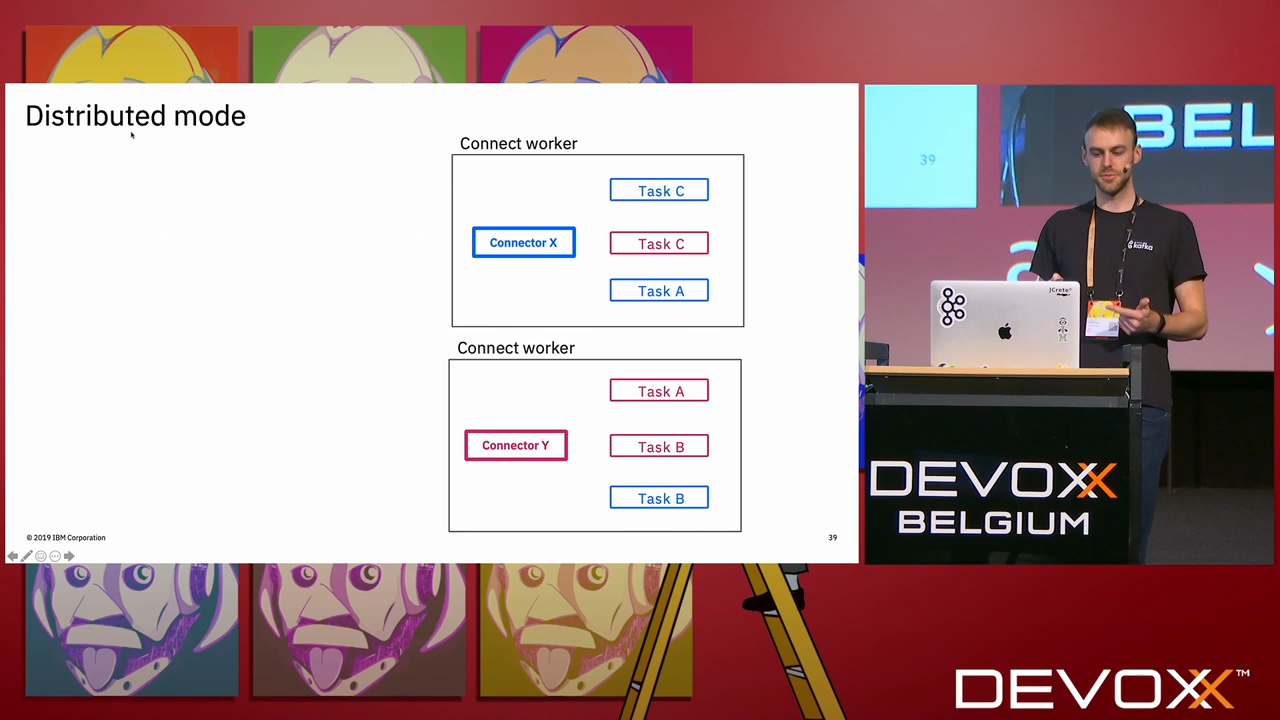 Distributed mode
Connect worker
Task C
Connector X
Task C
Task A
Connect worker
Task A
Connector Y
Task B
Task B
© 2019 IBM Corporation
39
BEL
39
kafka
JCrete
DEVOXX
BELGIUM
DEVOXX™